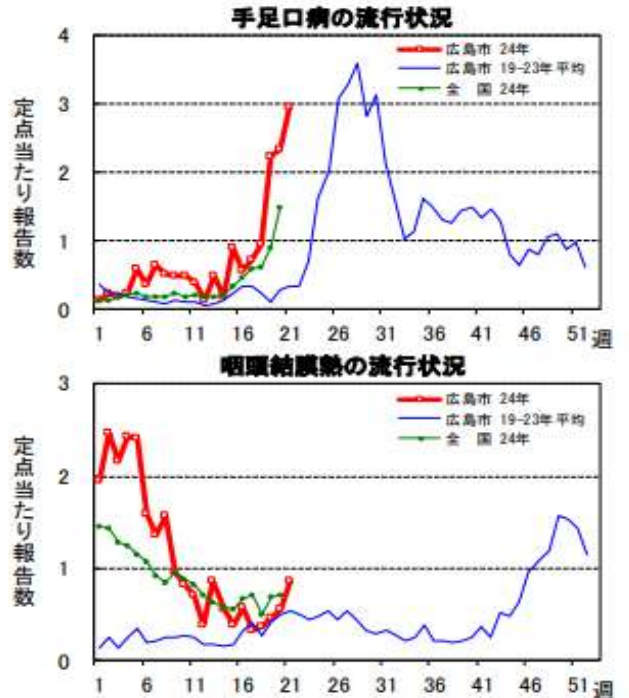 手足口病の流行状況
4
3
2
1
0
定点当たり報告数
広島市 24年
広島市 19-23年平均
全 国 24年
1 6 11 16 21 26 31 36 41 46 51 週
咽頭結膜熱の流行状況
3
2
1
0
定点当たり報告数
広島市 24年
広島市 19-23年平均
全 国 24年
1 6 11 16 21 26 31 36 41 46 51 週